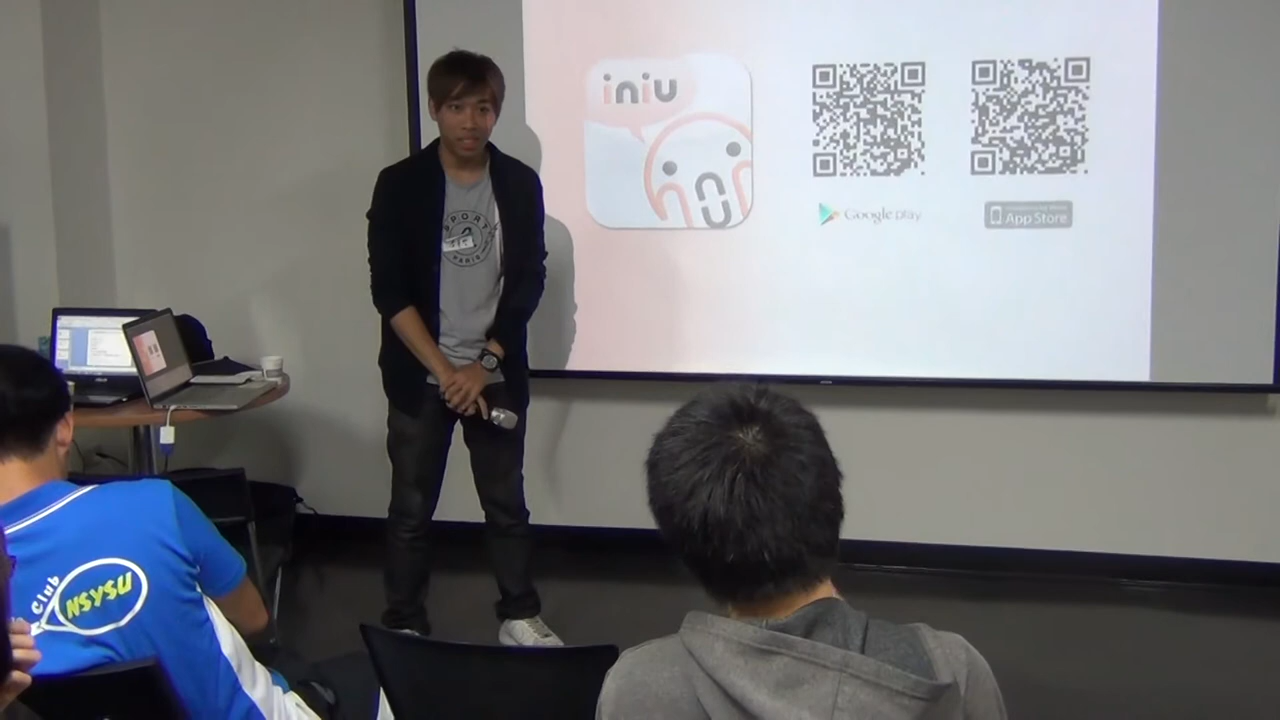 iniu
Google play
App Store
SPORT
PARIS
Club
NSYSU